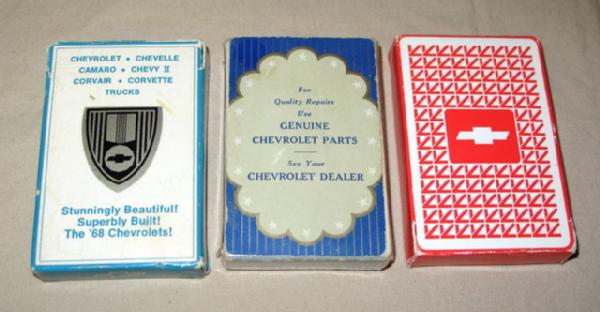 CHEVROLET • CHEVELLE
CAMARO • CHEVY II
CORVAIR • CORVETTE
TRUCKS
Stunningly Beautiful!
Superbly Built!
The '68 Chevrolets!
For
Quality Repairs
Use
GENUINE
CHEVROLET PARTS
See Your
CHEVROLET DEALER